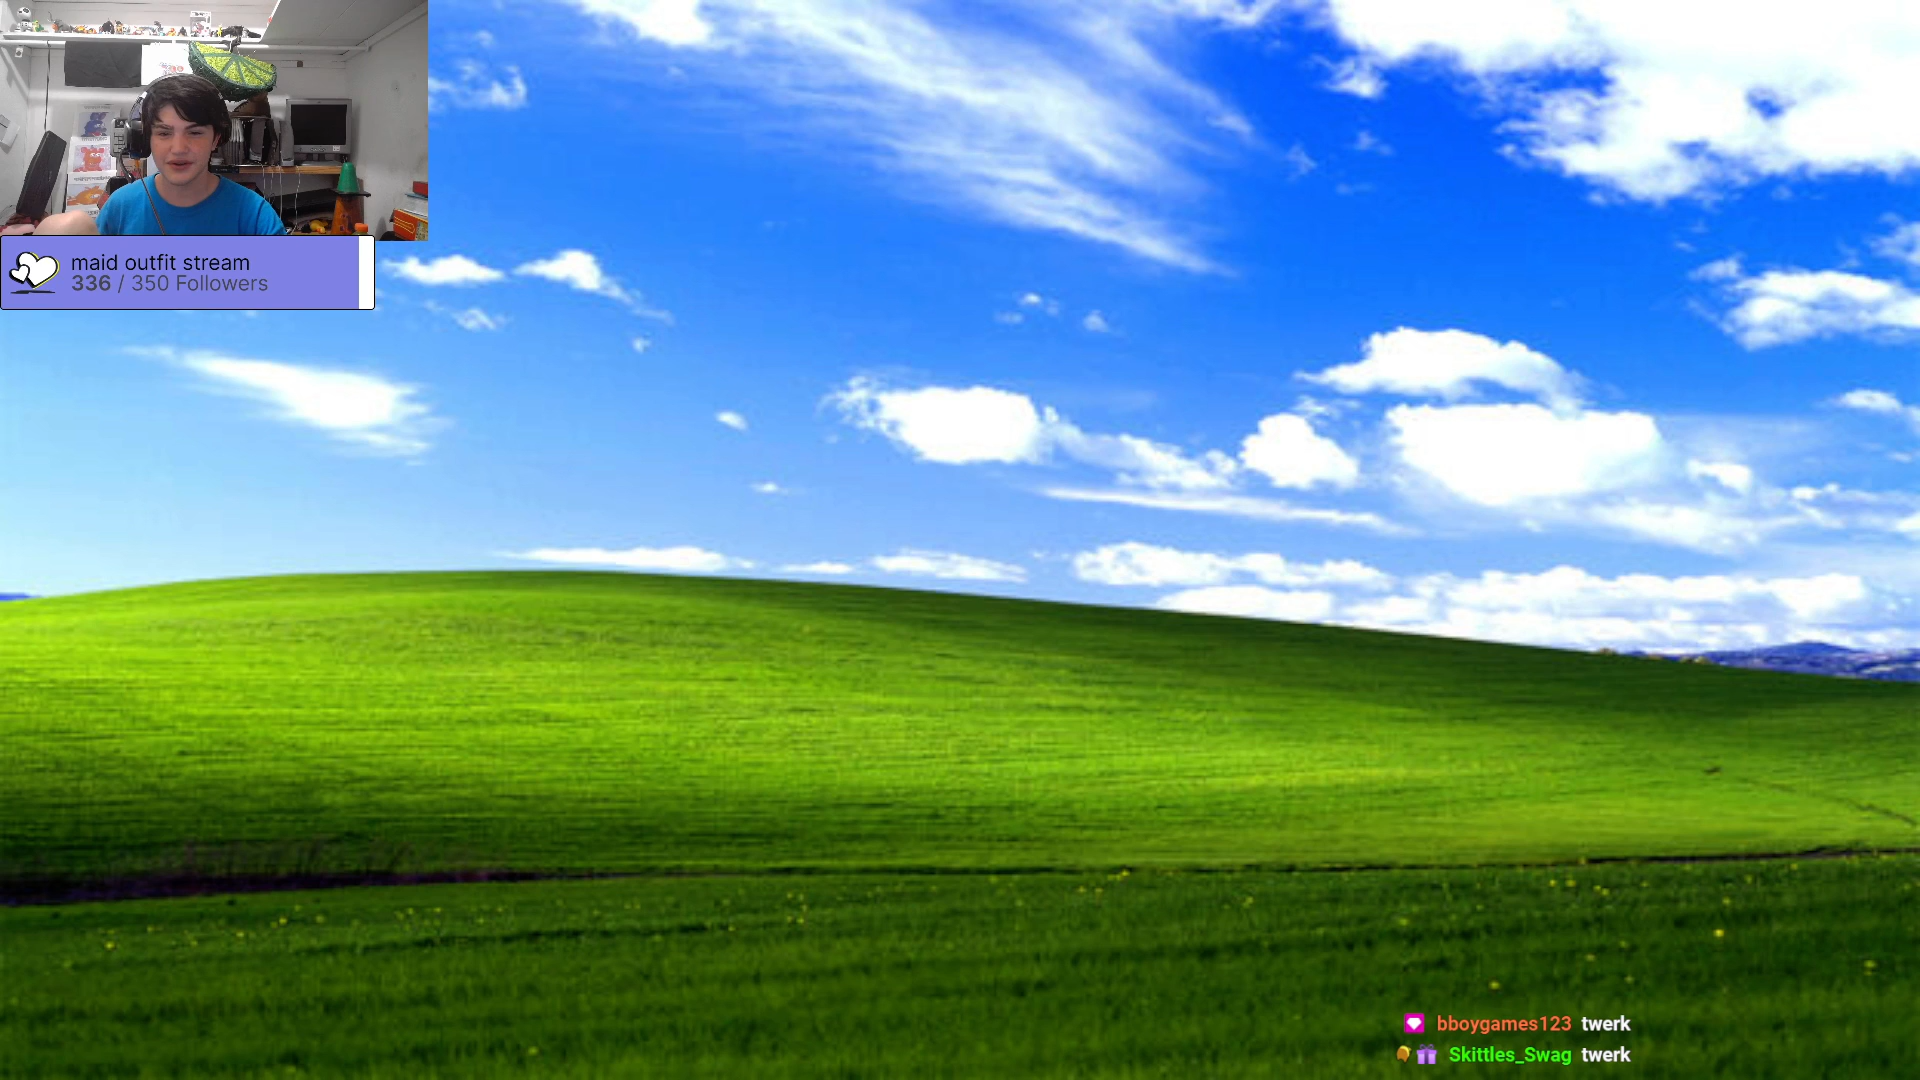 maid outfit stream
336 / 350 Followers
bboygames123 twerk
Skittles_Swag twerk